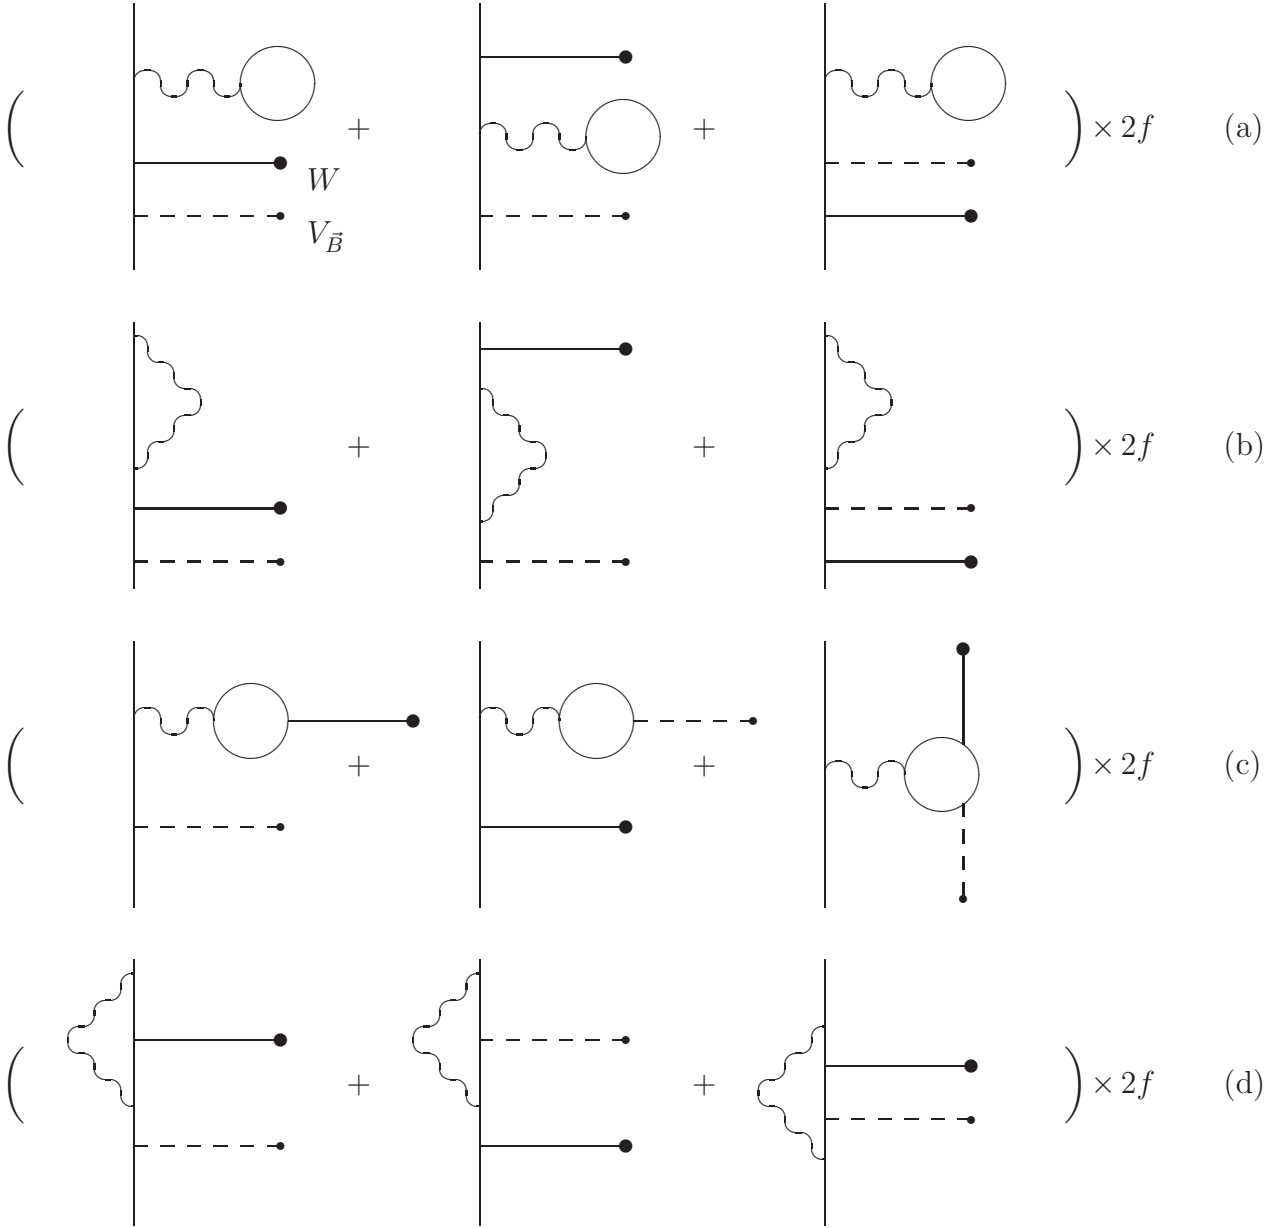 ( + + ) × 2f (a)
W
V_{\vec{B}}
( + + ) × 2f (b)
( + + ) × 2f (c)
( + + ) × 2f (d)